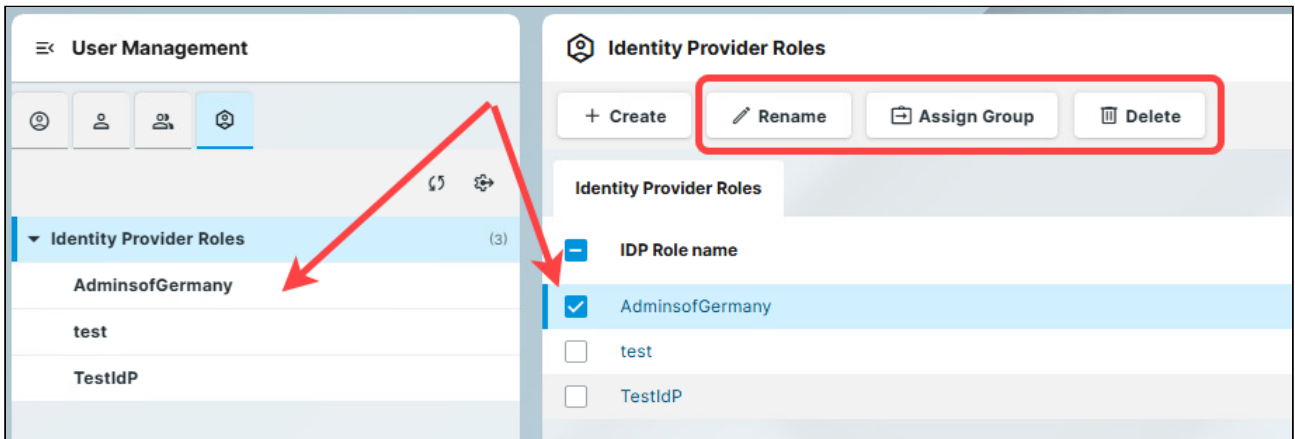 User Management
Identity Provider Roles (3)
AdminsofGermany
test
TestIdP
Identity Provider Roles
+ Create Rename Assign Group Delete
Identity Provider Roles
IDP Role name
AdminsofGermany
test
TestIdP